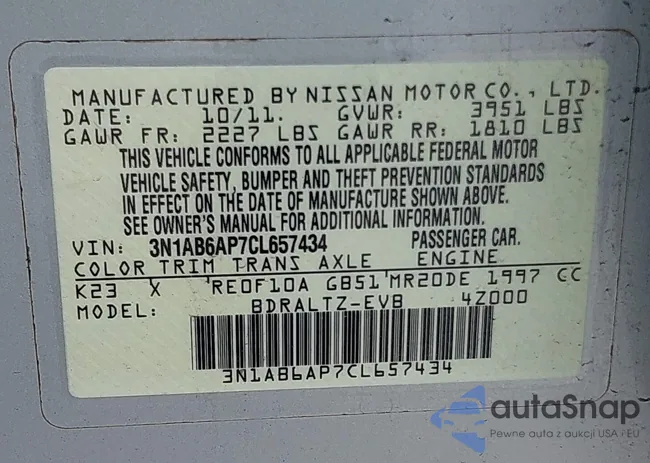 MANUFACTURED BY NISSAN MOTOR CO., LTD.
DATE: 10/11. GVWR: 3951 LBS
GAWR FR: 2227 LBS GAWR RR: 1810 LBS
THIS VEHICLE CONFORMS TO ALL APPLICABLE FEDERAL MOTOR
VEHICLE SAFETY, BUMPER AND THEFT PREVENTION STANDARDS
IN EFFECT ON THE DATE OF MANUFACTURE SHOWN ABOVE.
SEE OWNER'S MANUAL FOR ADDITIONAL INFORMATION.
VIN: 3N1AB6AP7CL657434 PASSENGER CAR.
COLOR TRIM TRANS AXLE ENGINE
K23 X RE0F10A GB51 MR20DE 1997 CC
MODEL: BDRALTZ-EVB 4Z000
3N1AB6AP7CL657434
autaSnap
Pewne auta z aukcji USA i EU